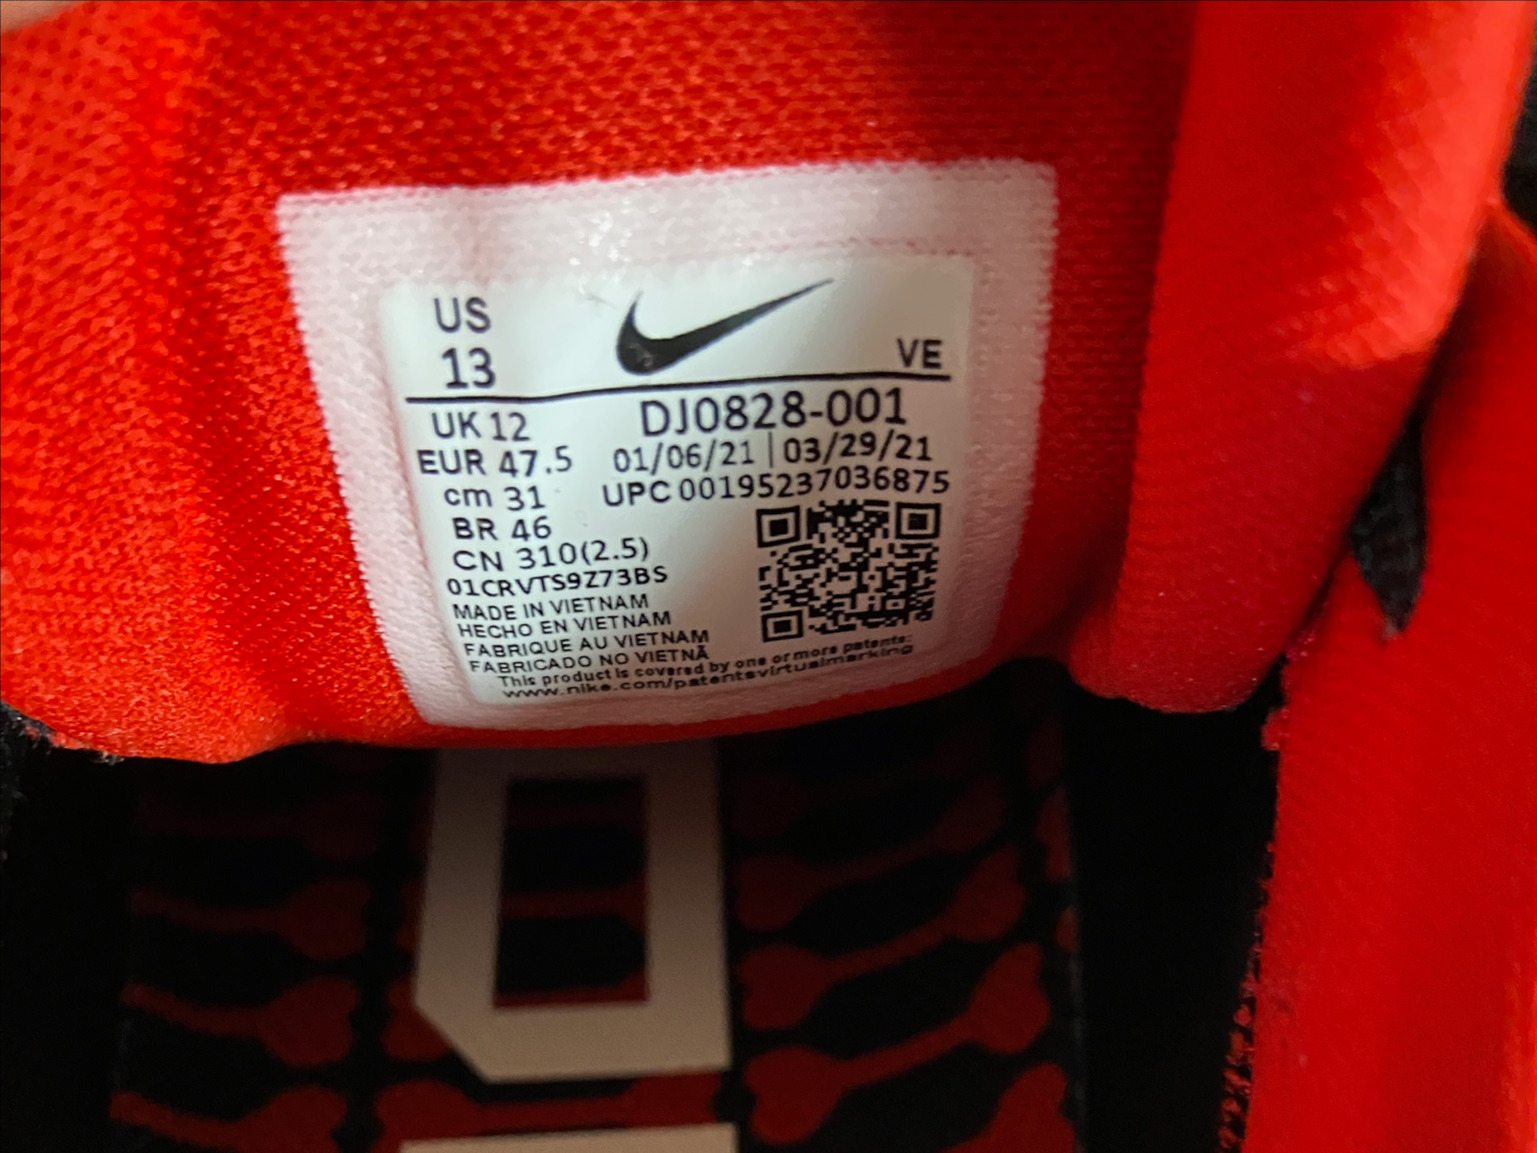 US
13
VE
UK 12
DJ0828-001
EUR 47.5
01/06/21 | 03/29/21
cm 31
UPC 00195237036875
BR 46
CN 310(2.5)
01CRVTS9Z73BS
MADE IN VIETNAM
HECHO EN VIETNAM
FABRIQUE AU VIETNAM
FABRICADO NO VIETNÃ
This product is covered by one or more patents:
www.nike.com/patentsvirtualmarking